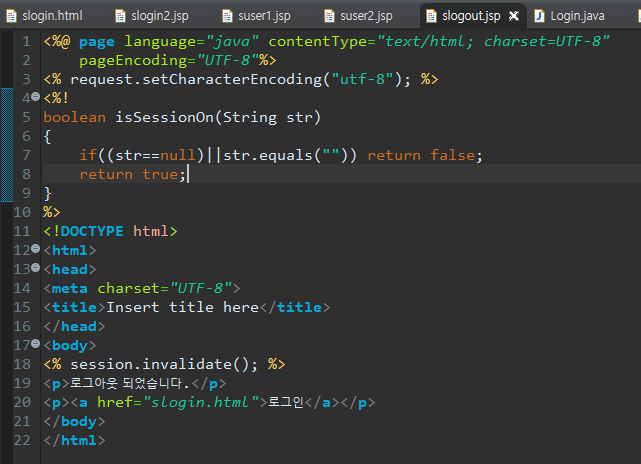 slogin.html slogin2.jsp suser1.jsp suser2.jsp slogout.jsp Login.java
1 <%@ page language="java" contentType="text/html; charset=UTF-8"
2     pageEncoding="UTF-8"%>
3 <% request.setCharacterEncoding("utf-8"); %>
4 <%!
5 boolean isSessionOn(String str)
6 {
7     if((str==null)||str.equals("")) return false;
8     return true;
9 }
10 %>
11 <!DOCTYPE html>
12 <html>
13 <head>
14 <meta charset="UTF-8">
15 <title>Insert title here</title>
16 </head>
17 <body>
18 <% session.invalidate(); %>
19 <p>로그아웃 되었습니다.</p>
20 <p><a href="slogin.html">로그인</a></p>
21 </body>
22 </html>